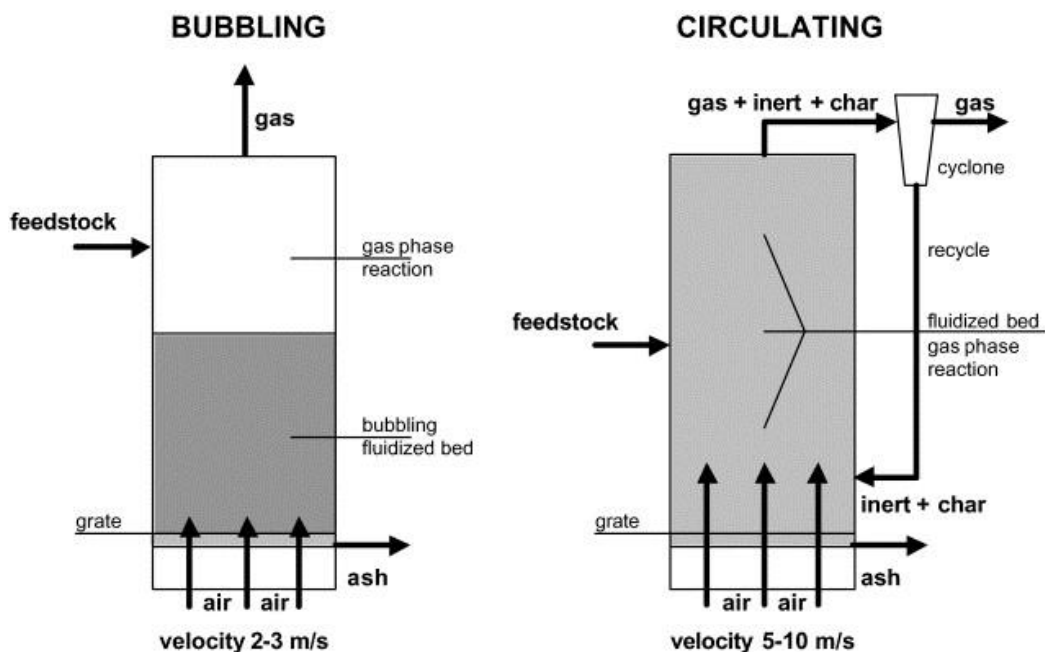 BUBBLING
gas
feedstock
gas phase
reaction
bubbling
fluidized bed
grate
ash
air air
velocity 2-3 m/s
CIRCULATING
gas + inert + char
gas
cyclone
recycle
feedstock
fluidized bed
gas phase
reaction
inert + char
grate
ash
air air
velocity 5-10 m/s